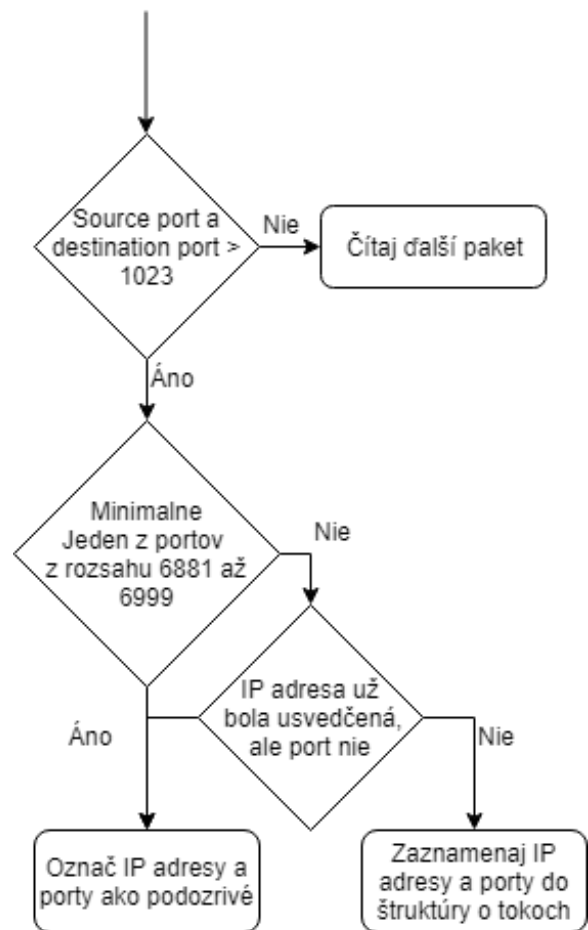 Source port a
destination port >
1023
Nie
Čítaj ďalší paket
Áno
Minimalne
Jeden z portov
z rozsahu 6881 až
6999
Nie
IP adresa už
bola usvedčená,
ale port nie
Áno
Nie
Označ IP adresy a
porty ako podozrivé
Zaznamenaj IP
adresy a porty do
štruktúry o tokoch